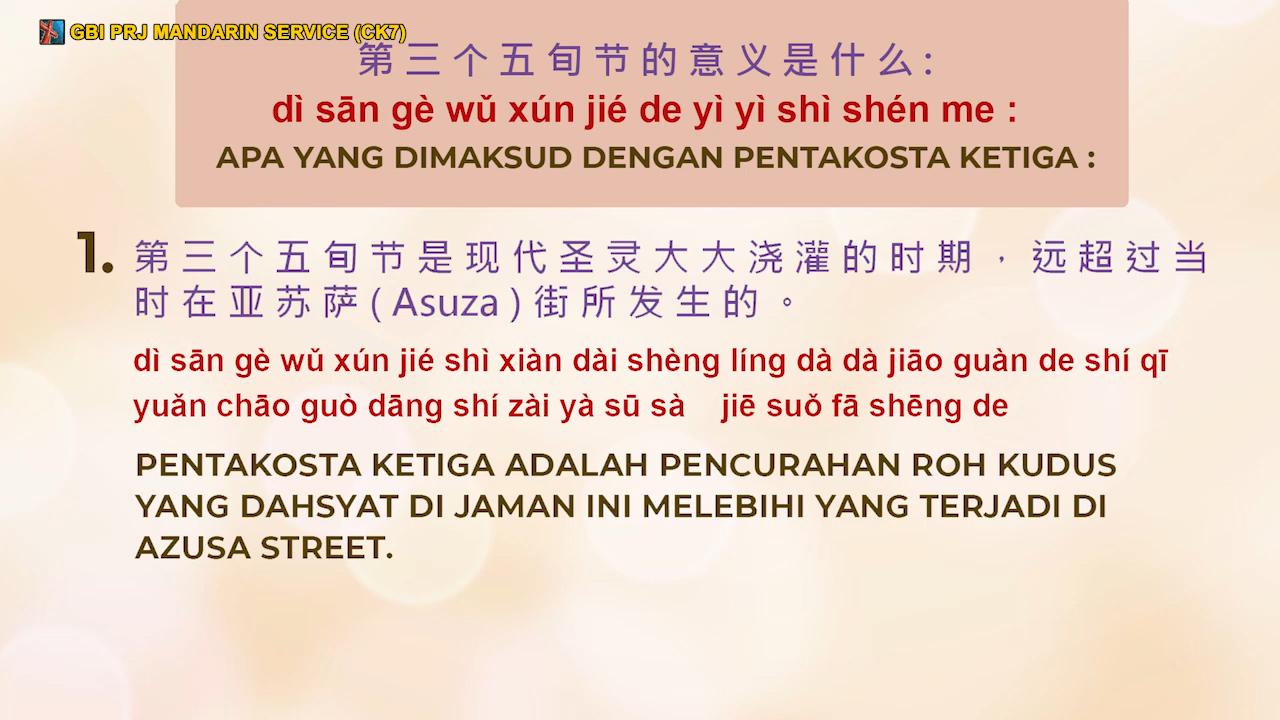 GBI PRJ MANDARIN SERVICE (CK7)
第三个五旬节的意义是什么:
dì sān gè wǔ xún jié de yì yì shì shén me :
APA YANG DIMAKSUD DENGAN PENTAKOSTA KETIGA :
1. 第三个五旬节是现代圣灵大大浇灌的时期，远超过当
时在亚苏萨(Asuza)街所发生的。
dì sān gè wǔ xún jié shì xiàn dài shèng líng dà dà jiāo guàn de shí qī
yuǎn chāo guò dāng shí zài yà sū sà jiē suǒ fā shēng de
PENTAKOSTA KETIGA ADALAH PENCURAHAN ROH KUDUS
YANG DAHSYAT DI JAMAN INI MELEBIHI YANG TERJADI DI
AZUSA STREET.